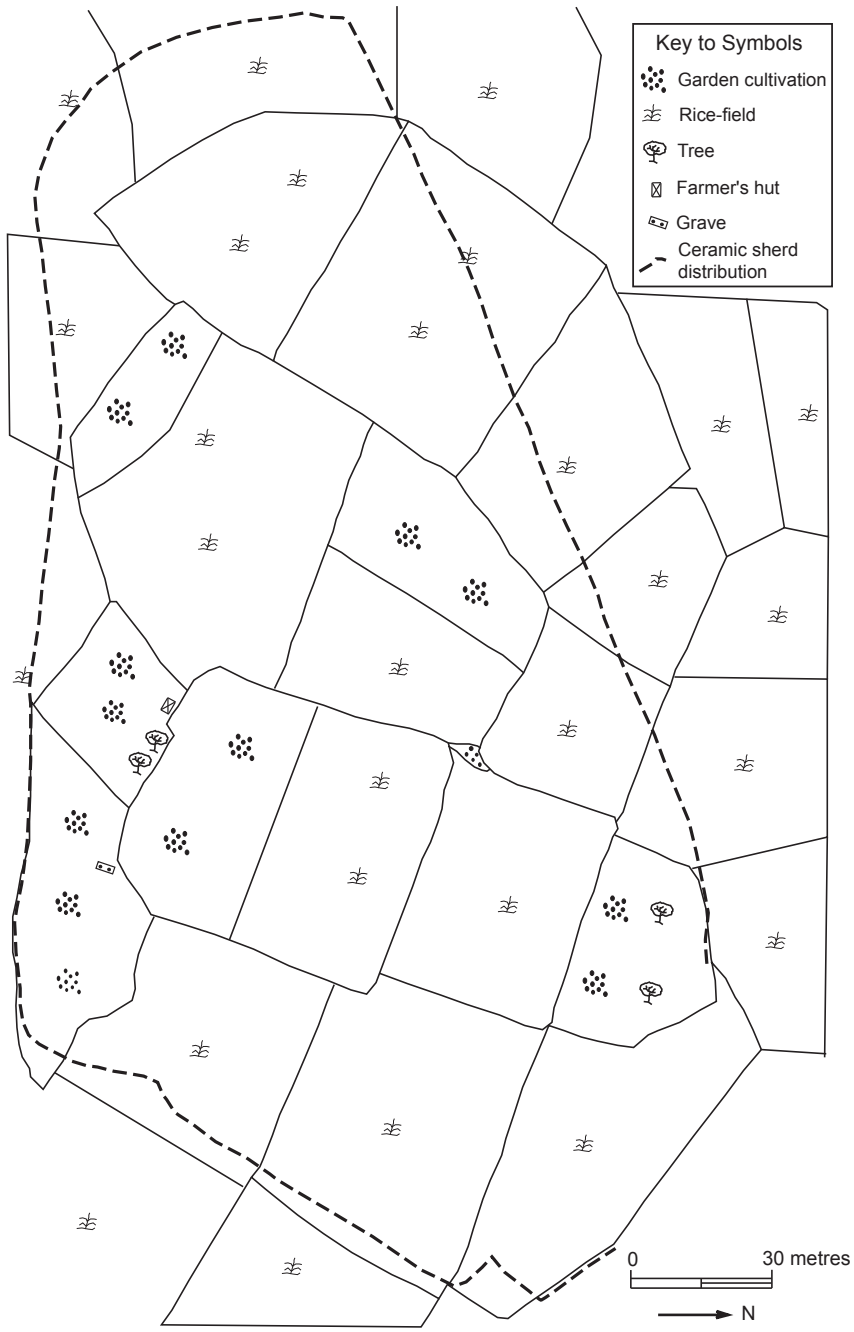 Key to Symbols
Garden cultivation
Rice-field
Tree
Farmer's hut
Grave
Ceramic sherd
distribution
0 30 metres
N